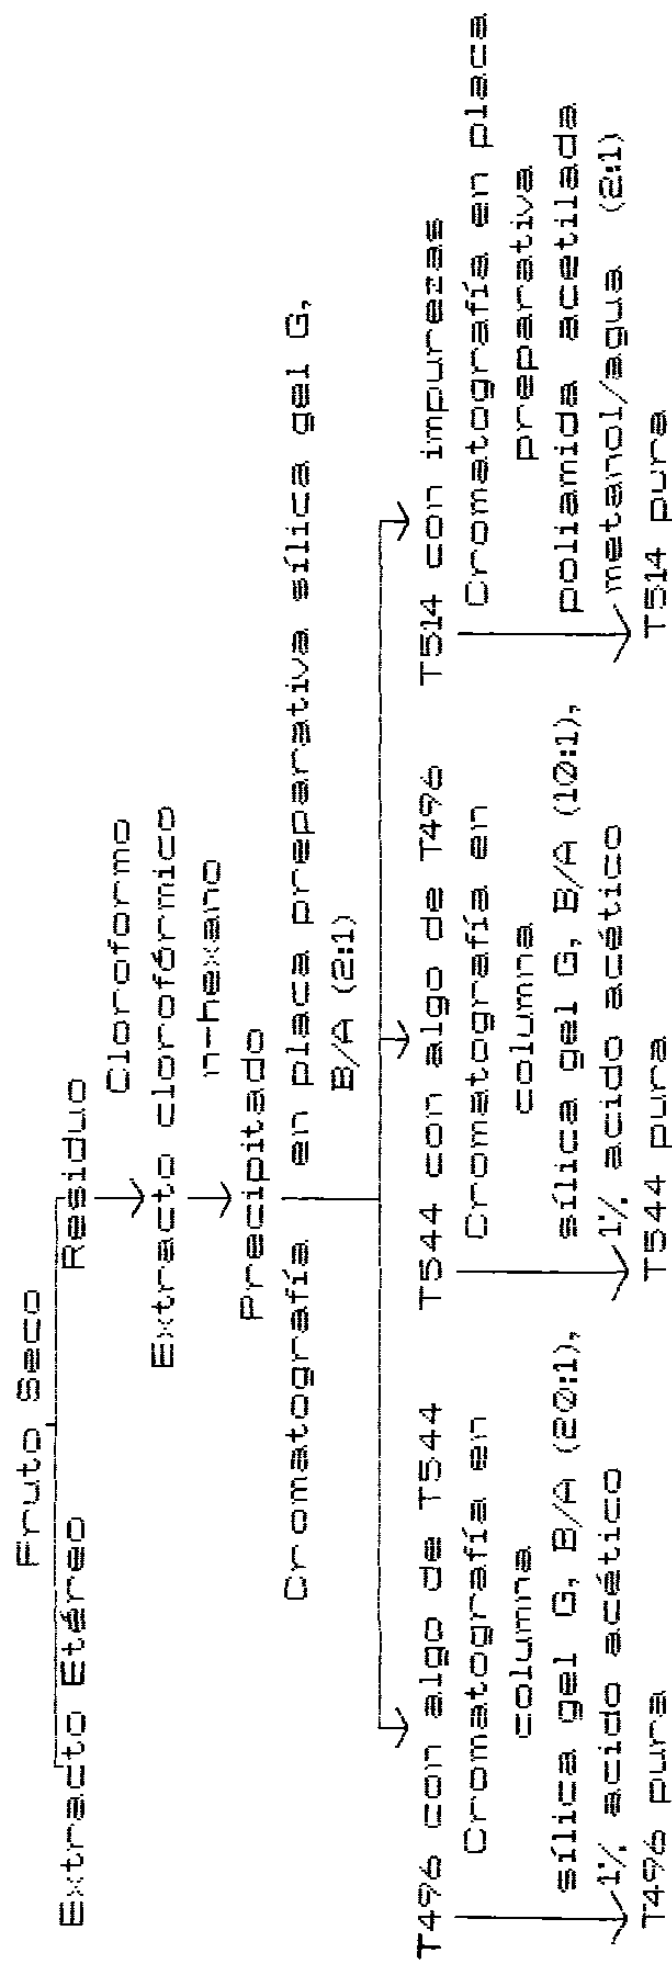 Fruto Seco
Extracto Etéreo
Residuo
Cloroformo
Extracto clorofórmico
n-hexano
Precipitado
Cromatografía en placa preparativa sílica gel G,
B/A (2:1)
T496 con algo de T544
Cromatografía en
columna
sílica gel G, B/A (20:1),
1% acido acético
T496 pura
T544 con algo de T496
Cromatografía en
columna
sílica gel G, B/A (10:1),
1% acido acético
T544 pura
T514 con impurezas
Cromatografía en placa
preparativa
poliamida acetilada
metanol/agua (2:1)
T514 pura